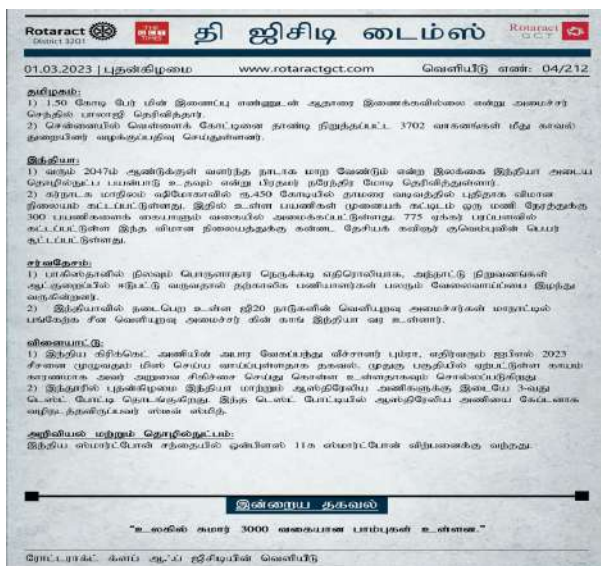 Rotaract
District 3201
THE GCT TIMES
தி ஜிசிடி டைம்ஸ்
Rotaract
GCT
01.03.2023 | புதன்கிழமை
www.rotaractgct.com
வெளியீடு எண்: 04/212
தமிழகம்:
1) 1.50 கோடி பேர் மின் இணைப்பு எண்ணுடன் ஆதாரை இணைக்கவில்லை என்று அமைச்சர்
செந்தில் பாலாஜி தெரிவித்தார்.
2) சென்னையில் வெள்ளைக் கோட்டினை தாண்டி நிறுத்தப்பட்ட 3702 வாகனங்கள் மீது காவல்
துறையினர் வழக்குப்பதிவு செய்துள்ளனர்.
இந்தியா:
1) வரும் 2047ம் ஆண்டுக்குள் வளர்ந்த நாடாக மாற வேண்டும் என்ற இலக்கை இந்தியா அடைய
தொழில்நுட்ப பயன்பாடு உதவும் என்று பிரதமர் நரேந்திர மோடி தெரிவித்துள்ளார்.
2) கர்நாடக மாநிலம் ஷிமோகாவில் ரூ.450 கோடியில் தாமரை வடிவத்தில் புதிதாக விமான
நிலையம் கட்டப்பட்டுள்ளது. இதில் உள்ள பயணிகள் முனையக் கட்டிடம் ஒரு மணி நேரத்துக்கு
300 பயணிகளைக் கையாளும் வகையில் அமைக்கப்பட்டுள்ளது. 775 ஏக்கர் பரப்பளவில்
கட்டப்பட்டுள்ள இந்த விமான நிலையத்துக்கு கன்னட தேசியக் கவிஞர் குவெம்புவின் பெயர்
சூட்டப்பட்டுள்ளது.
சர்வதேசம்:
1) பாகிஸ்தானில் நிலவும் பொருளாதார நெருக்கடி எதிரொலியாக, அந்நாட்டு நிறுவனங்கள்
ஆட்குறைப்பில் ஈடுபட்டு வருவதால் தற்காலிக பணியாளர்கள் பலரும் வேலைவாய்ப்பை இழந்து
வருகின்றனர்.
2) இந்தியாவில் நடைபெற உள்ள ஜி20 நாடுகளின் வெளியுறவு அமைச்சர்கள் மாநாட்டில்
பங்கேற்க சீன வெளியுறவு அமைச்சர் கின் காங் இந்தியா வர உள்ளார்.
விளையாட்டு:
1) இந்திய கிரிக்கெட் அணியின் அபார வேகப்பந்து வீச்சாளர் பும்ரா, எதிர்வரும் ஐபிஎல் 2023
சீசனை முழுவதும் மிஸ் செய்ய வாய்ப்புள்ளதாக தகவல். முதுகு பகுதியில் ஏற்பட்டுள்ள காயம்
காரணமாக அவர் அறுவை சிகிச்சை செய்து கொள்ள உள்ளதாகவும் சொல்லப்படுகிறது.
2) இந்தூரில் புதன்கிழமை இந்தியா மாற்றும் ஆஸ்திரேலிய அணிகளுக்கு இடையே 3-வது
டெஸ்ட் போட்டி தொடங்குகிறது. இந்த டெஸ்ட் போட்டியில் ஆஸ்திரேலிய அணியை கேப்டனாக
வழிநடத்தவிருப்பவர் ஸ்டீவ் ஸ்மித்.
அறிவியல் மற்றும் தொழில்நுட்பம்:
இந்திய ஸ்மார்ட்போன் சந்தையில் ஒன்பிளஸ் 11ஆ ஸ்மார்ட்போன் விற்பனைக்கு வந்தது.
இன்றைய தகவல்
"உலகில் சுமார் 3000 வகையான பாம்புகள் உள்ளன."
ரோட்டராக்ட் க்ளப் ஆஃப் ஜிசிடியின் வெளியீடு